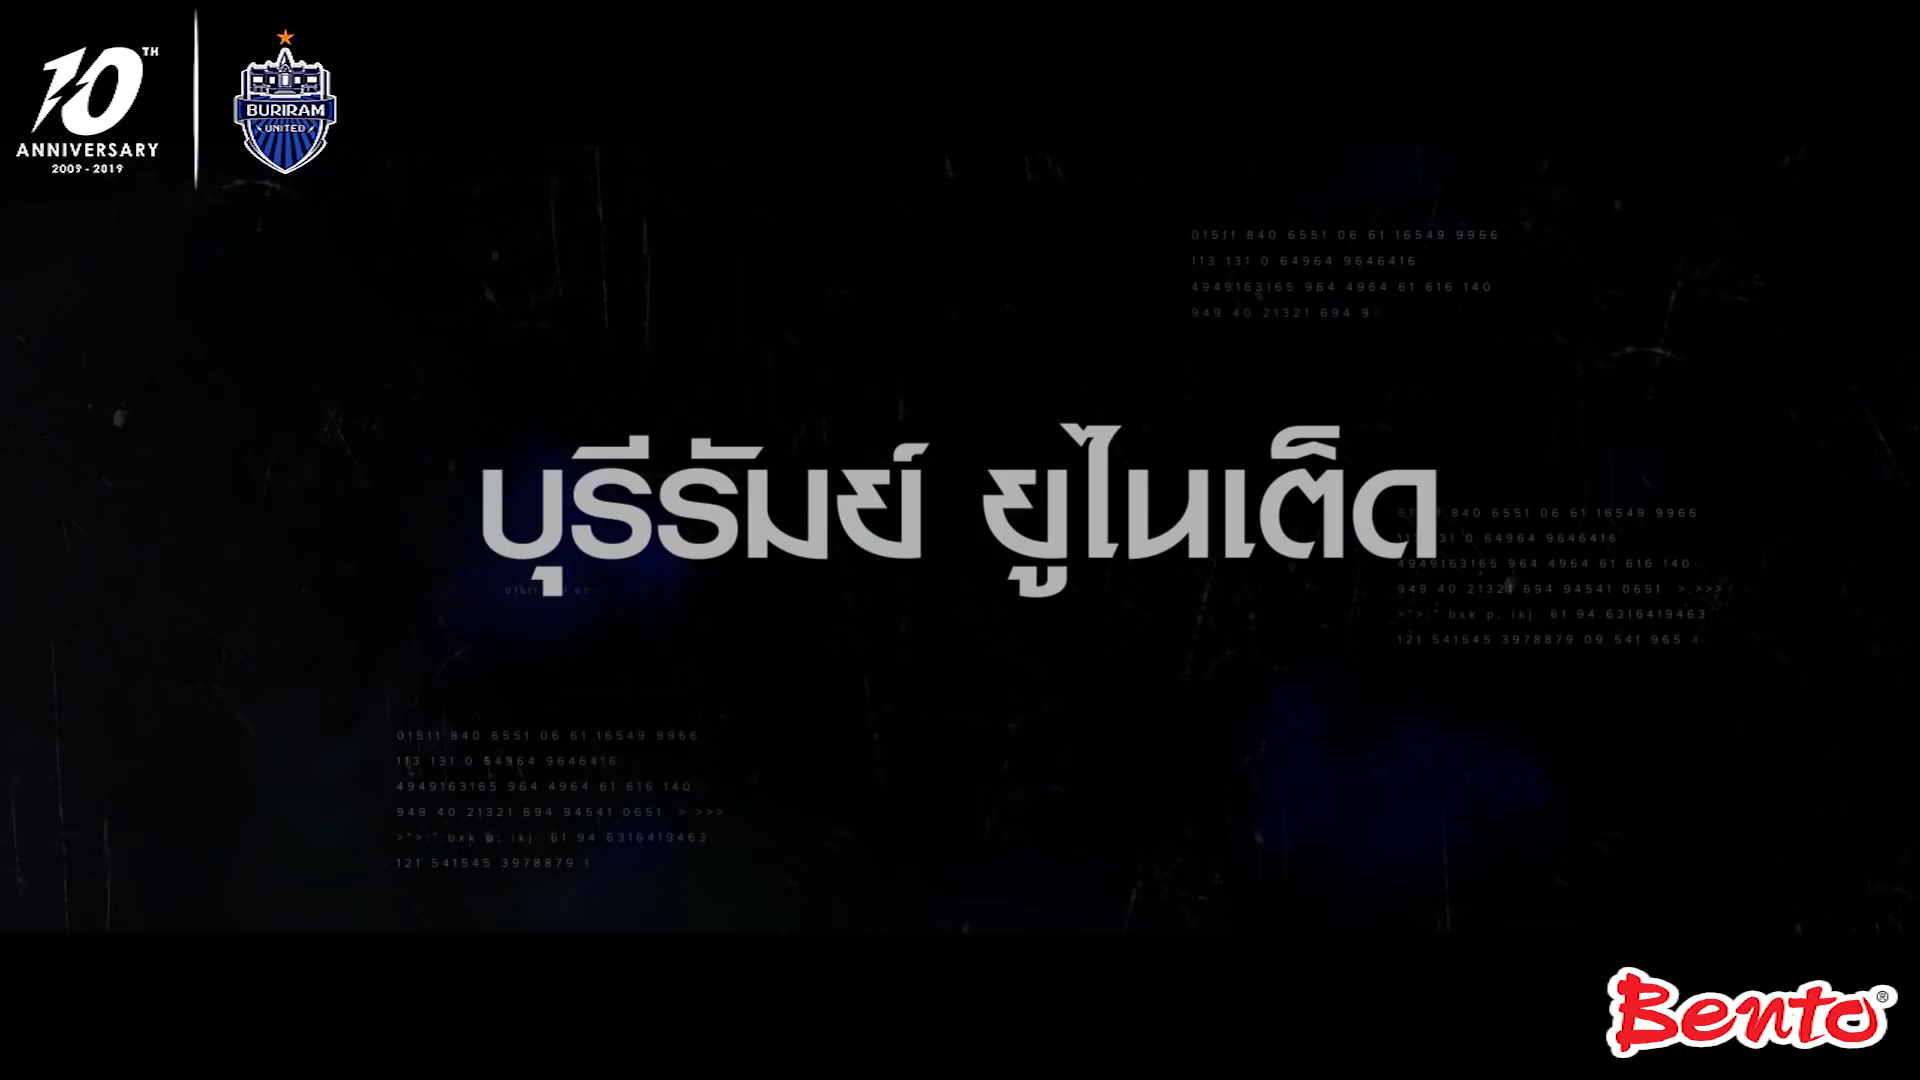 10TH
ANNIVERSARY
2009 - 2019
BURIRAM
UNITED
01511 840 6551 06 61 16549 9966
113 131 0 64964 9646416
4949163165 964 4964 61 616 140
949 40 21321 694 9
บุรีรัมย์ ยูไนเต็ด
840 6551 06 61 16549 9966
31 0 64964 9646416
4949163165 964 4964 61 616 140
949 40 21321 694 94541 0651 >.>>>
61 94 6316419463
121 541545 3978879 09 541 965 4
01511 840 6551 06 61 16549 9966
113 131 0 64964 9646416
4949163165 964 4964 61 616 140
949 40 21321 694 94541 0651 > >>>
>">:":bxk p; ikj 61 94 6316419463
121 541545 3978879 1
Bento®